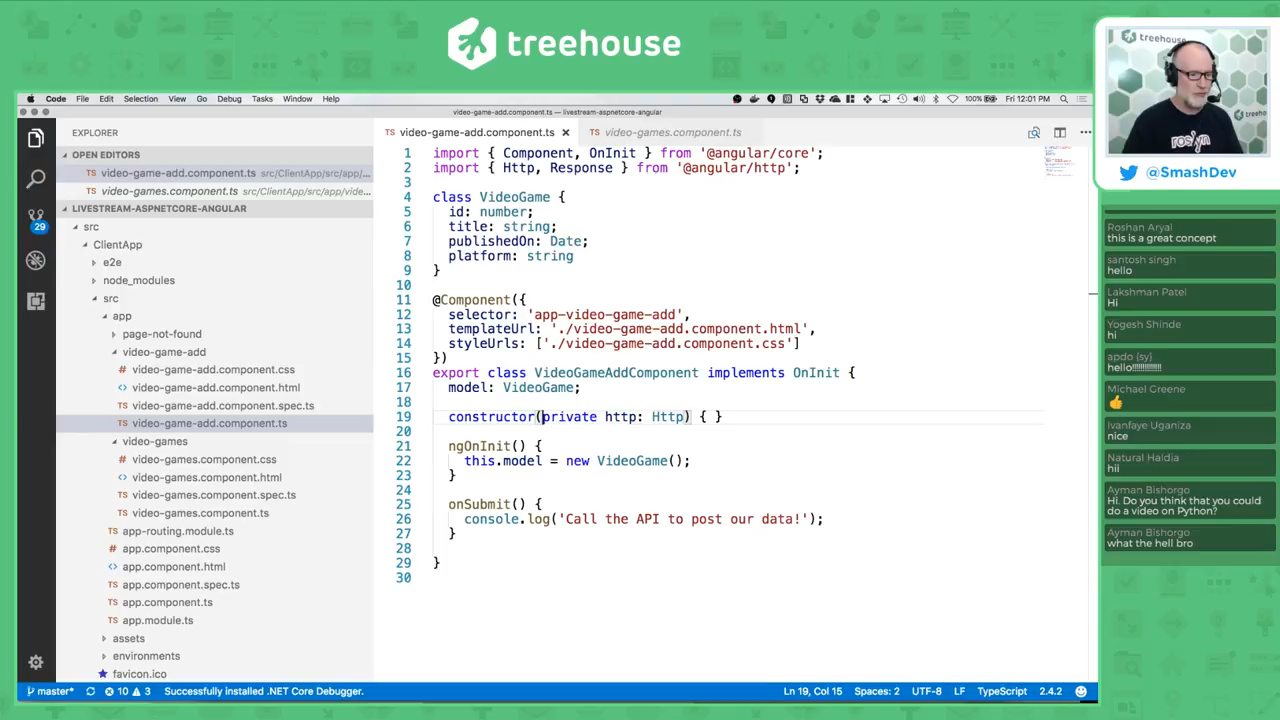 treehouse
treehouse
@SmashDev
Code File Edit Selection View Go Debug Tasks Window Help
100% Fri 12:01 PM
video-game-add.component.ts — livestream-aspnetcore-angular
EXPLORER
OPEN EDITORS
video-game-add.component.ts src/ClientApp/src/app/...
video-games.component.ts src/ClientApp/src/app/vide...
LIVESTREAM-ASPNETCORE-ANGULAR
29
src
ClientApp
e2e
node_modules
src
app
page-not-found
video-game-add
# video-game-add.component.css
<> video-game-add.component.html
TS video-game-add.component.spec.ts
TS video-game-add.component.ts
video-games
# video-games.component.css
<> video-games.component.html
TS video-games.component.spec.ts
TS video-games.component.ts
TS app-routing.module.ts
# app.component.css
<> app.component.html
TS app.component.spec.ts
TS app.component.ts
TS app.module.ts
assets
environments
favicon.ico
TS video-game-add.component.ts × TS video-games.component.ts
1 import { Component, OnInit } from '@angular/core';
2 import { Http, Response } from '@angular/http';
3
4 class VideoGame {
5 id: number;
6 title: string;
7 publishedOn: Date;
8 platform: string
9 }
10
11 @Component({
12 selector: 'app-video-game-add',
13 templateUrl: './video-game-add.component.html',
14 styleUrls: ['./video-game-add.component.css']
15 })
16 export class VideoGameAddComponent implements OnInit {
17 model: VideoGame;
18
19 constructor(private http: Http) { }
20
21 ngOnInit() {
22 this.model = new VideoGame();
23 }
24
25 onSubmit() {
26 console.log('Call the API to post our data!');
27 }
28
29 }
30
master* 10 3 Successfully installed .NET Core Debugger.
Ln 19, Col 15 Spaces: 2 UTF-8 LF TypeScript 2.4.2
Roshan Aryal
this is a great concept
santosh singh
hello
Lakshman Patel
Hi
Yogesh Shinde
hi
apdo {sy}
hello!!!!!!!!!!!!!
Michael Greene
👍
Ivanfaye Uganiza
nice
Natural Haldia
hii
Ayman Bishorgo
Hi. Do you think that you could
do a video on Python?
Ayman Bishorgo
what the hell bro